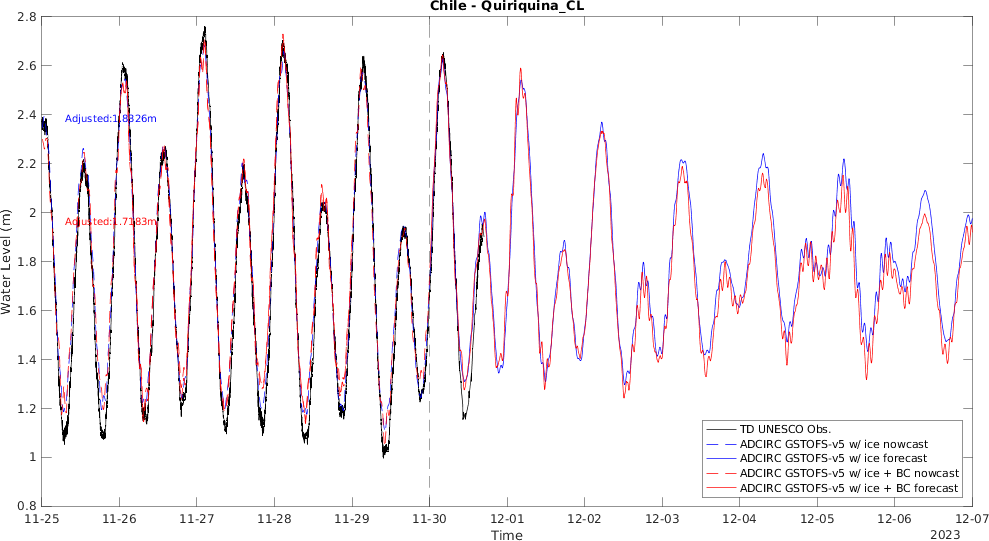 Chile - Quiriquina_CL
2.8
2.6
2.4
2.2
2
1.8
1.6
1.4
1.2
1
0.8
Water Level (m)
Adjusted:1.8326m
Adjusted:1.7183m
TD UNESCO Obs.
ADCIRC GSTOFS-v5 w/ ice nowcast
ADCIRC GSTOFS-v5 w/ ice forecast
ADCIRC GSTOFS-v5 w/ ice + BC nowcast
ADCIRC GSTOFS-v5 w/ ice + BC forecast
11-25 11-26 11-27 11-28 11-29 11-30 12-01 12-02 12-03 12-04 12-05 12-06 12-07
Time
2023